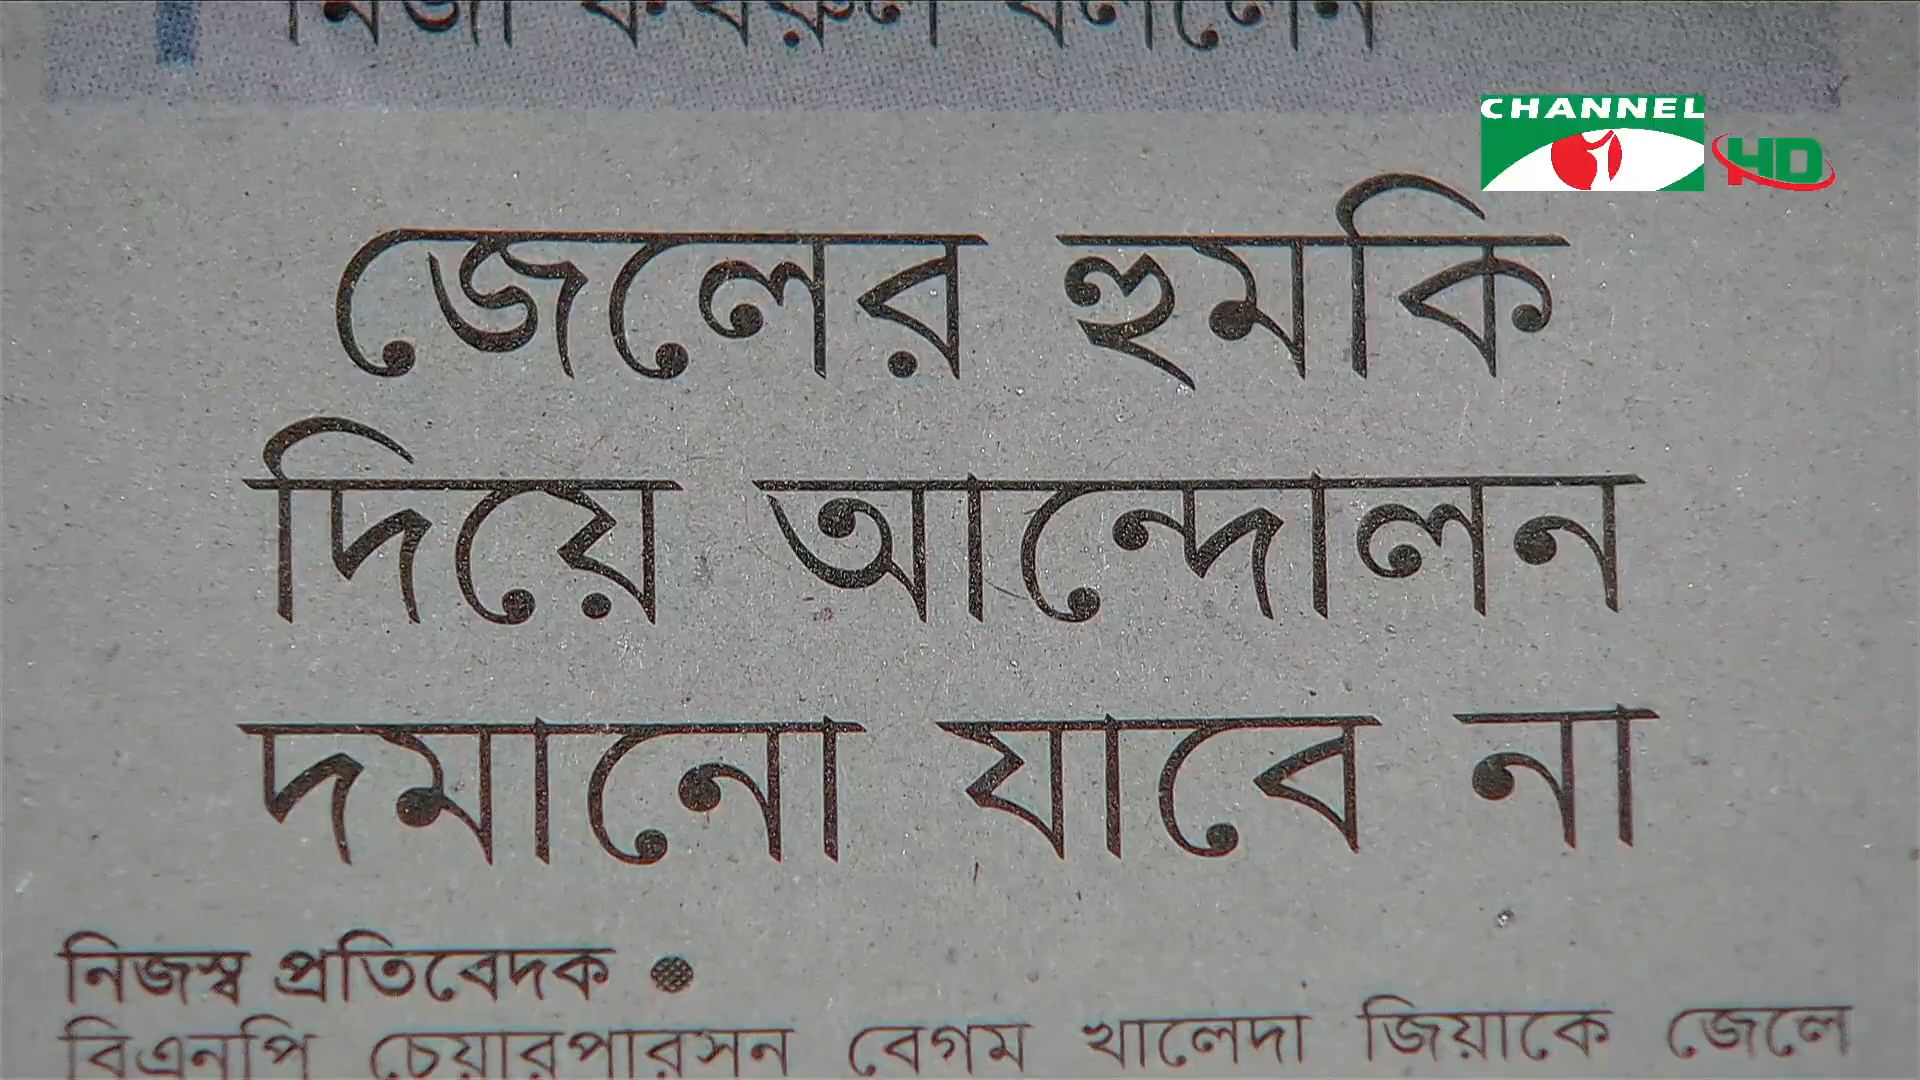 CHANNEL
HD
জেলের হুমকি
দিয়ে আন্দোলন
দমানো যাবে না
নিজস্ব প্রতিবেদক ●
বিএনপি চেয়ারপারসন বেগম খালেদা জিয়াকে জেলে